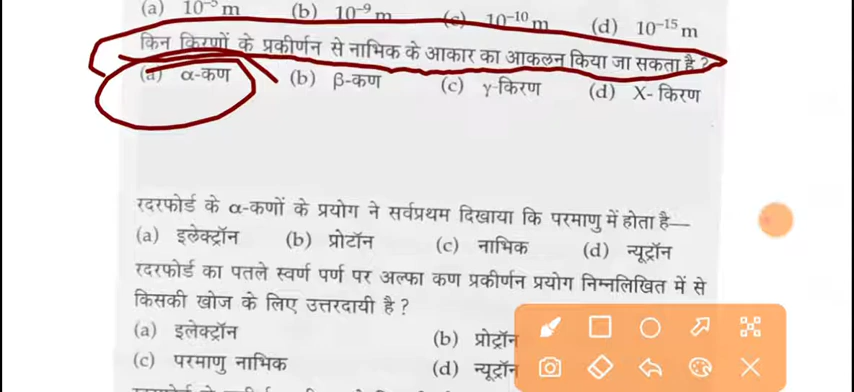 (a) 10⁻⁵ m (b) 10⁻⁹ m (c) 10⁻¹⁰ m (d) 10⁻¹⁵ m
किन किरणों के प्रकीर्णन से नाभिक के आकार का आकलन किया जा सकता है ?
(a) α-कण (b) β-कण (c) γ-किरण (d) X- किरण
रदरफोर्ड के α-कणों के प्रयोग ने सर्वप्रथम दिखाया कि परमाणु में होता है—
(a) इलेक्ट्रॉन (b) प्रोटॉन (c) नाभिक (d) न्यूट्रॉन
रदरफोर्ड का पतले स्वर्ण पर्ण पर अल्फा कण प्रकीर्णन प्रयोग निम्नलिखित में से
किसकी खोज के लिए उत्तरदायी है ?
(a) इलेक्ट्रॉन (b) प्रोट्रॉन
(c) परमाणु नाभिक (d) न्यूट्रॉन